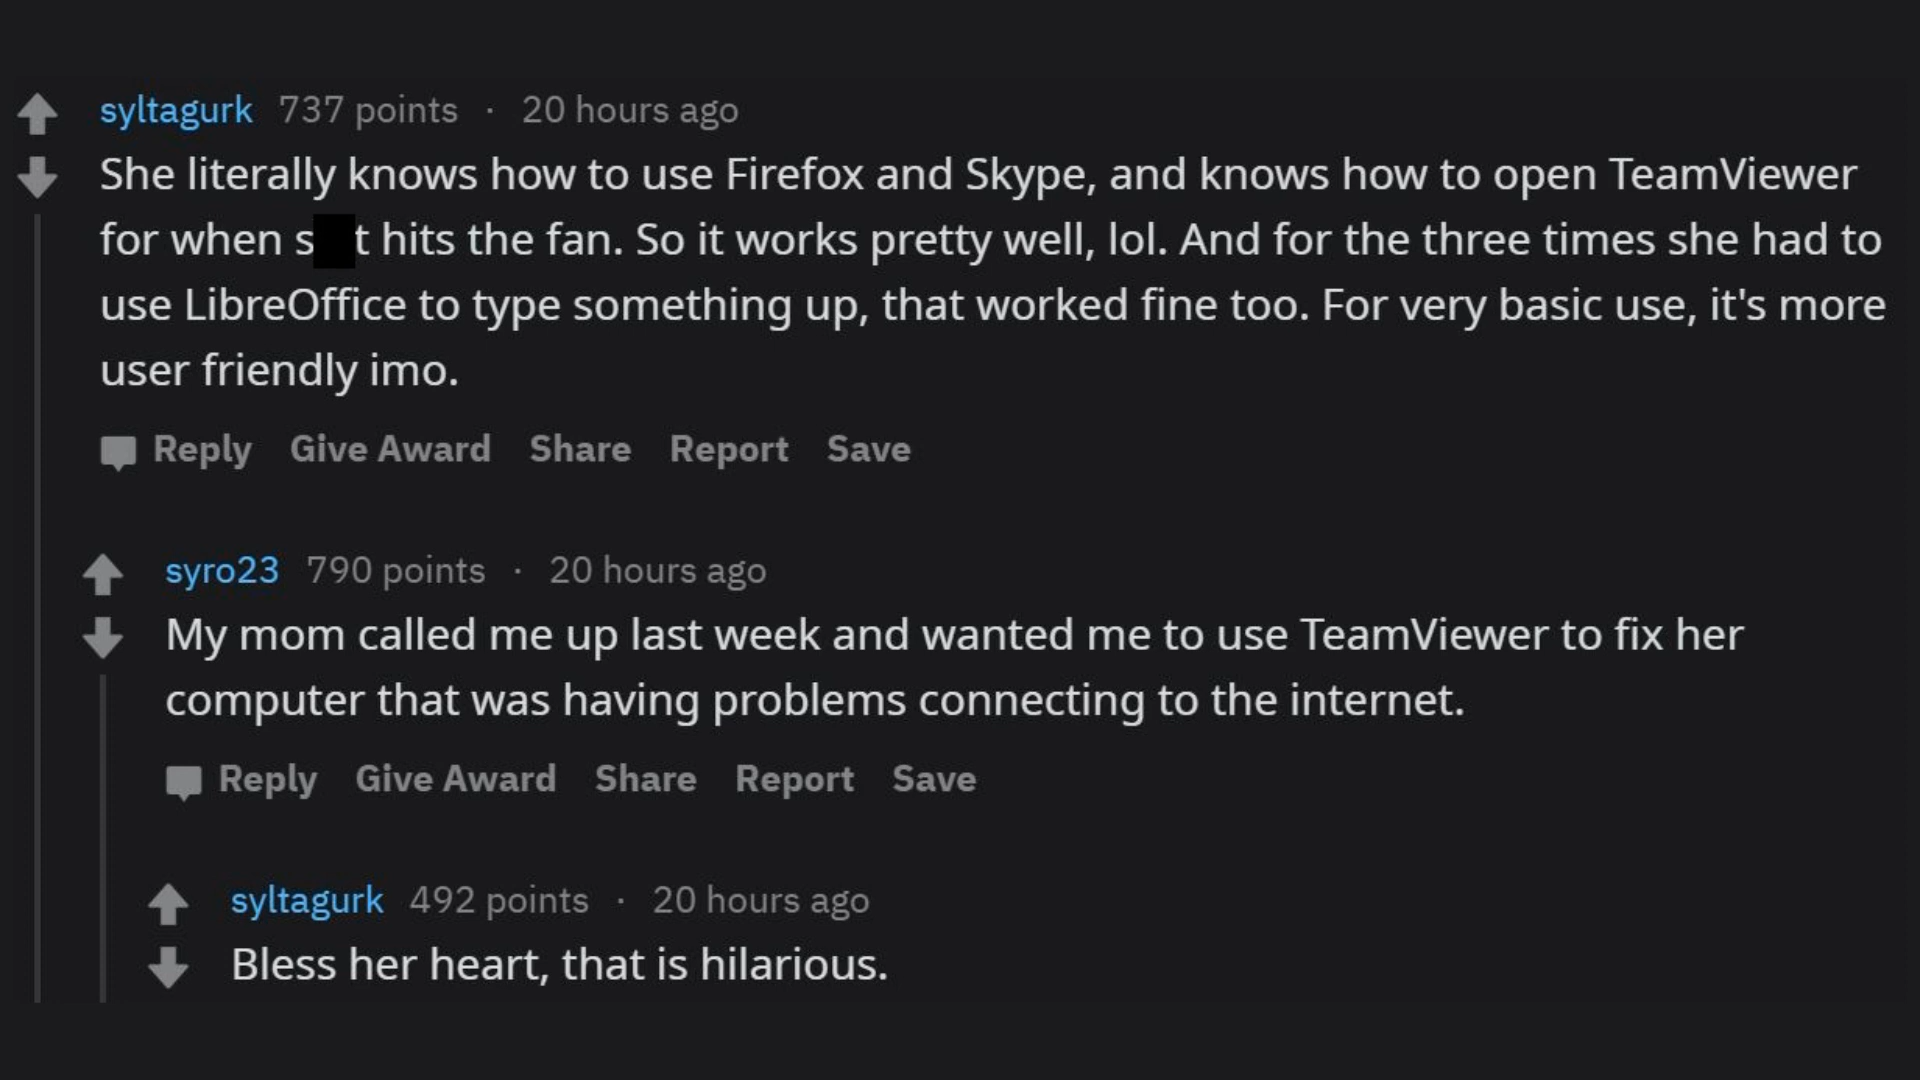 syltagurk 737 points · 20 hours ago
She literally knows how to use Firefox and Skype, and knows how to open TeamViewer
for when s t hits the fan. So it works pretty well, lol. And for the three times she had to
use LibreOffice to type something up, that worked fine too. For very basic use, it's more
user friendly imo.
Reply Give Award Share Report Save
syro23 790 points · 20 hours ago
My mom called me up last week and wanted me to use TeamViewer to fix her
computer that was having problems connecting to the internet.
Reply Give Award Share Report Save
syltagurk 492 points · 20 hours ago
Bless her heart, that is hilarious.